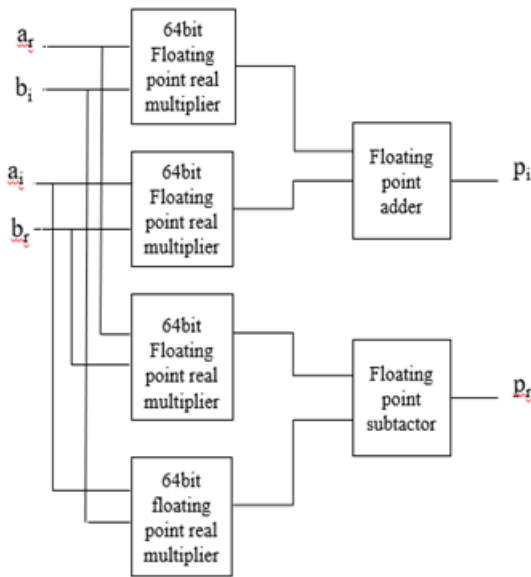 a_r
b_i
a_i
b_r
64bit
Floating
point real
multiplier
64bit
Floating
point real
multiplier
64bit
Floating
point real
multiplier
64bit
floating
point real
multiplier
Floating
point
adder
Floating
point
subtactor
p_i
p_r